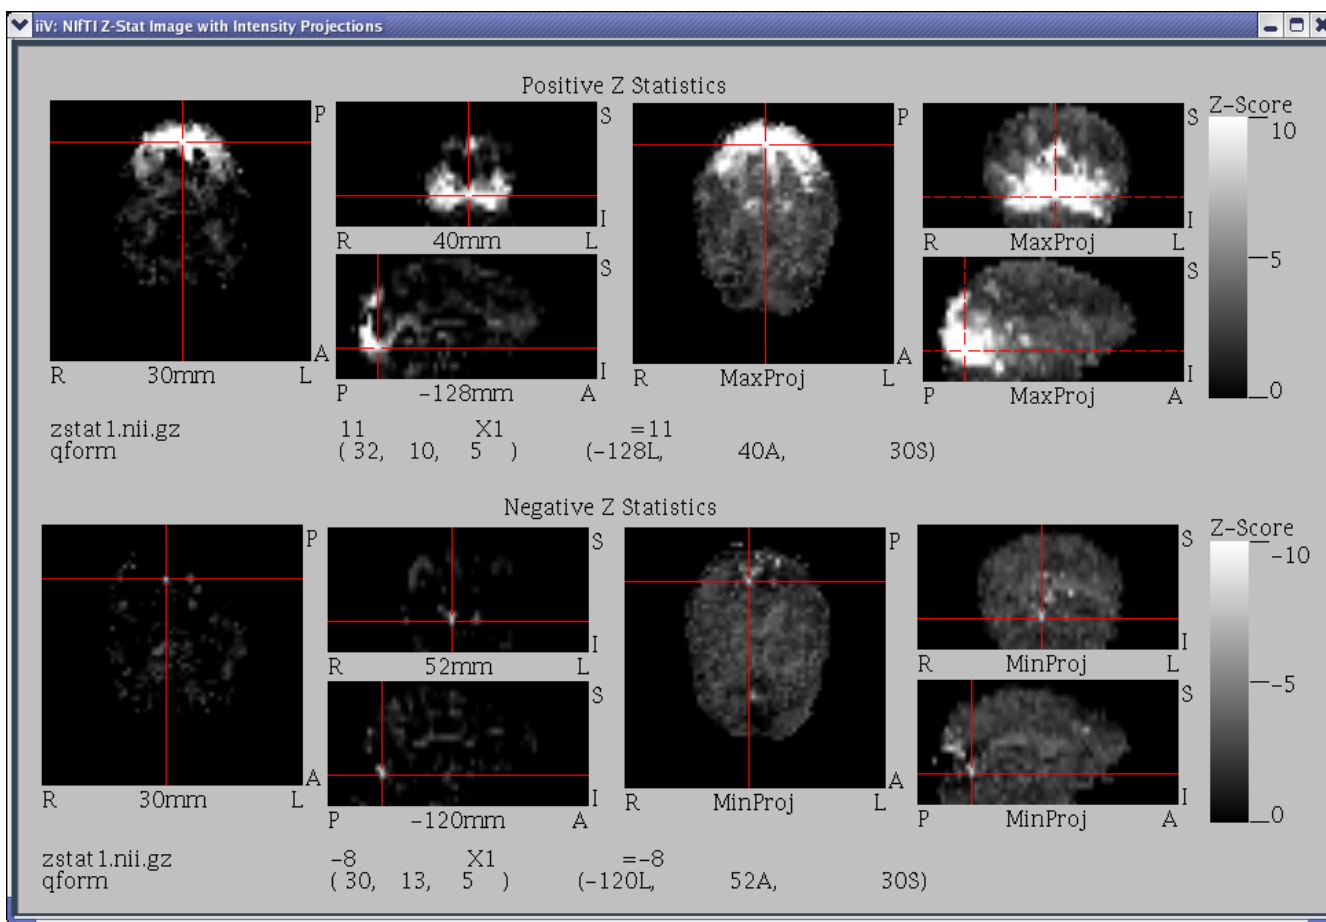 iiV: NIfTI Z-Stat Image with Intensity Projections
Positive Z Statistics
P S P S Z-Score
10
I I
R 40mm L R MaxProj L
S S
5
A A
R 30mm L R MaxProj L
I I
0
P -128mm A P MaxProj A
zstat1.nii.gz 11 X1 =11
qform ( 32, 10, 5 ) (-128L, 40A, 30S)
Negative Z Statistics
P S P S Z-Score
-10
I I
R 52mm L R MinProj L
S S
-5
A A
R 30mm L R MinProj L
I I
0
P -120mm A P MinProj A
zstat1.nii.gz -8 X1 =-8
qform ( 30, 13, 5 ) (-120L, 52A, 30S)